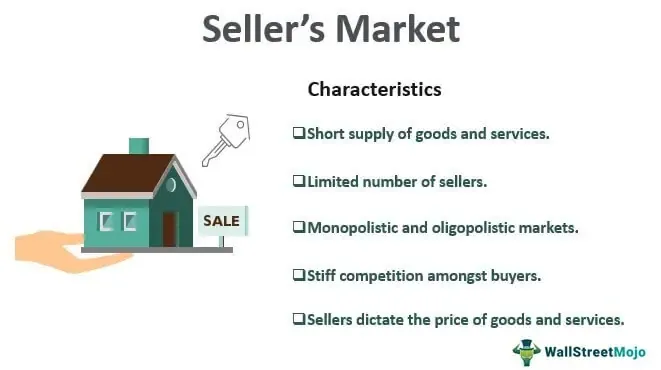 Seller’s Market
Characteristics
❑Short supply of goods and services.
❑Limited number of sellers.
❑Monopolistic and oligopolistic markets.
❑Stiff competition amongst buyers.
❑Sellers dictate the price of goods and services.
SALE
WallStreetMojo